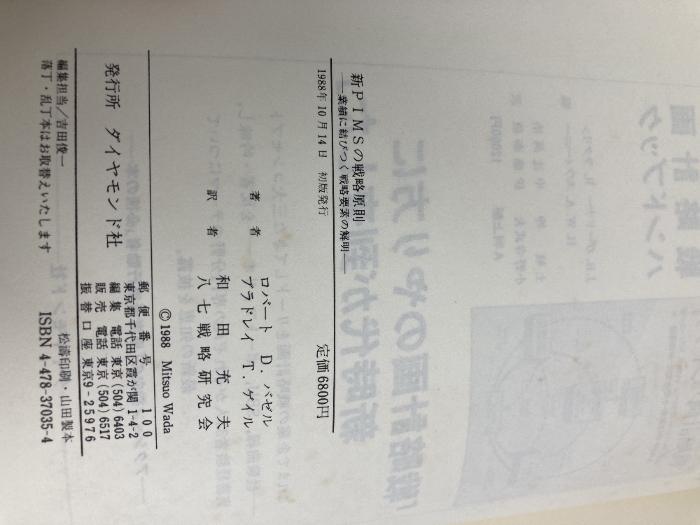 新PIMSの戦略原則
――業績に結びつく戦略要素の解明――
1988年10月14日　初版発行
定価6800円
著者　ロバート　D．バゼル
ブラドレイ　T．ゲイル
訳者　和田充夫
八七戦略研究会
©1988　Mitsuo Wada
発行所　ダイヤモンド社
郵便番号　100
東京都千代田区霞が関1-4-2
編集　電話　東京(504)6403
販売　電話　東京(504)6517
振替口座　東京9-25976
編集担当／吉田俊一
松濤印刷・山田製本
落丁・乱丁本はお取替えいたします
ISBN 4-478-37035-4